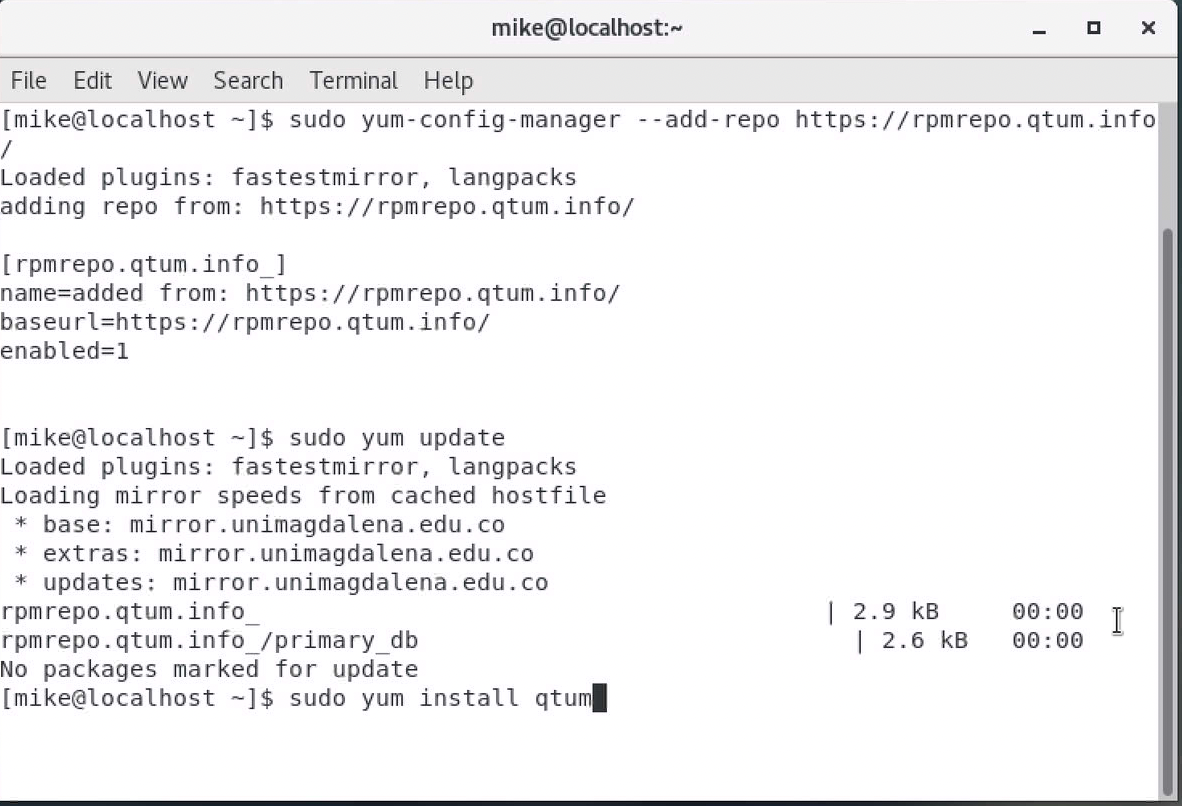 mike@localhost:~
File Edit View Search Terminal Help
[mike@localhost ~]$ sudo yum-config-manager --add-repo https://rpmrepo.qtum.info
/
Loaded plugins: fastestmirror, langpacks
adding repo from: https://rpmrepo.qtum.info/
[rpmrepo.qtum.info_]
name=added from: https://rpmrepo.qtum.info/
baseurl=https://rpmrepo.qtum.info/
enabled=1
[mike@localhost ~]$ sudo yum update
Loaded plugins: fastestmirror, langpacks
Loading mirror speeds from cached hostfile
 * base: mirror.unimagdalena.edu.co
 * extras: mirror.unimagdalena.edu.co
 * updates: mirror.unimagdalena.edu.co
rpmrepo.qtum.info_ | 2.9 kB 00:00
rpmrepo.qtum.info_/primary_db | 2.6 kB 00:00
No packages marked for update
[mike@localhost ~]$ sudo yum install qtum